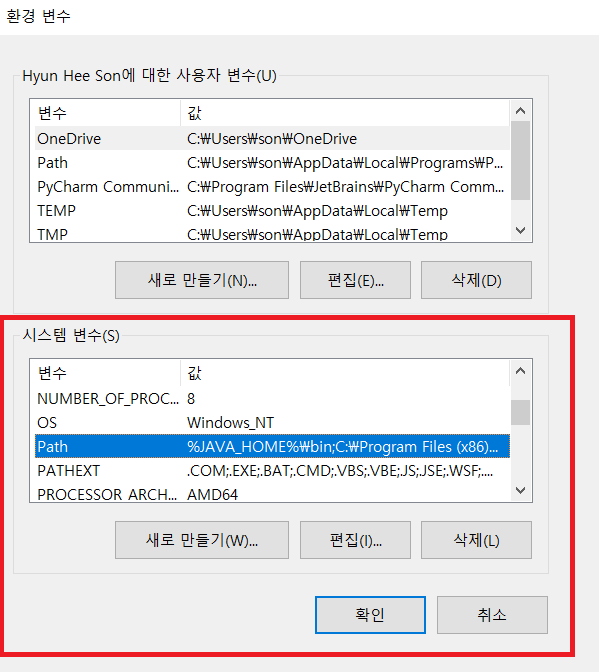 환경 변수
Hyun Hee Son에 대한 사용자 변수(U)
변수 값
OneDrive C:₩Users₩son₩OneDrive
Path C:₩Users₩son₩AppData₩Local₩Programs₩P...
PyCharm Communi... C:₩Program Files₩JetBrains₩PyCharm Comm...
TEMP C:₩Users₩son₩AppData₩Local₩Temp
TMP C:₩Users₩son₩AppData₩Local₩Temp
새로 만들기(N)... 편집(E)... 삭제(D)
시스템 변수(S)
변수 값
NUMBER_OF_PROC... 8
OS Windows_NT
Path %JAVA_HOME%₩bin;C:₩Program Files (x86)...
PATHEXT .COM;.EXE;.BAT;.CMD;.VBS;.VBE;.JS;.JSE;.WSF;....
PROCESSOR_ARCH... AMD64
새로 만들기(W)... 편집(I)... 삭제(L)
확인 취소